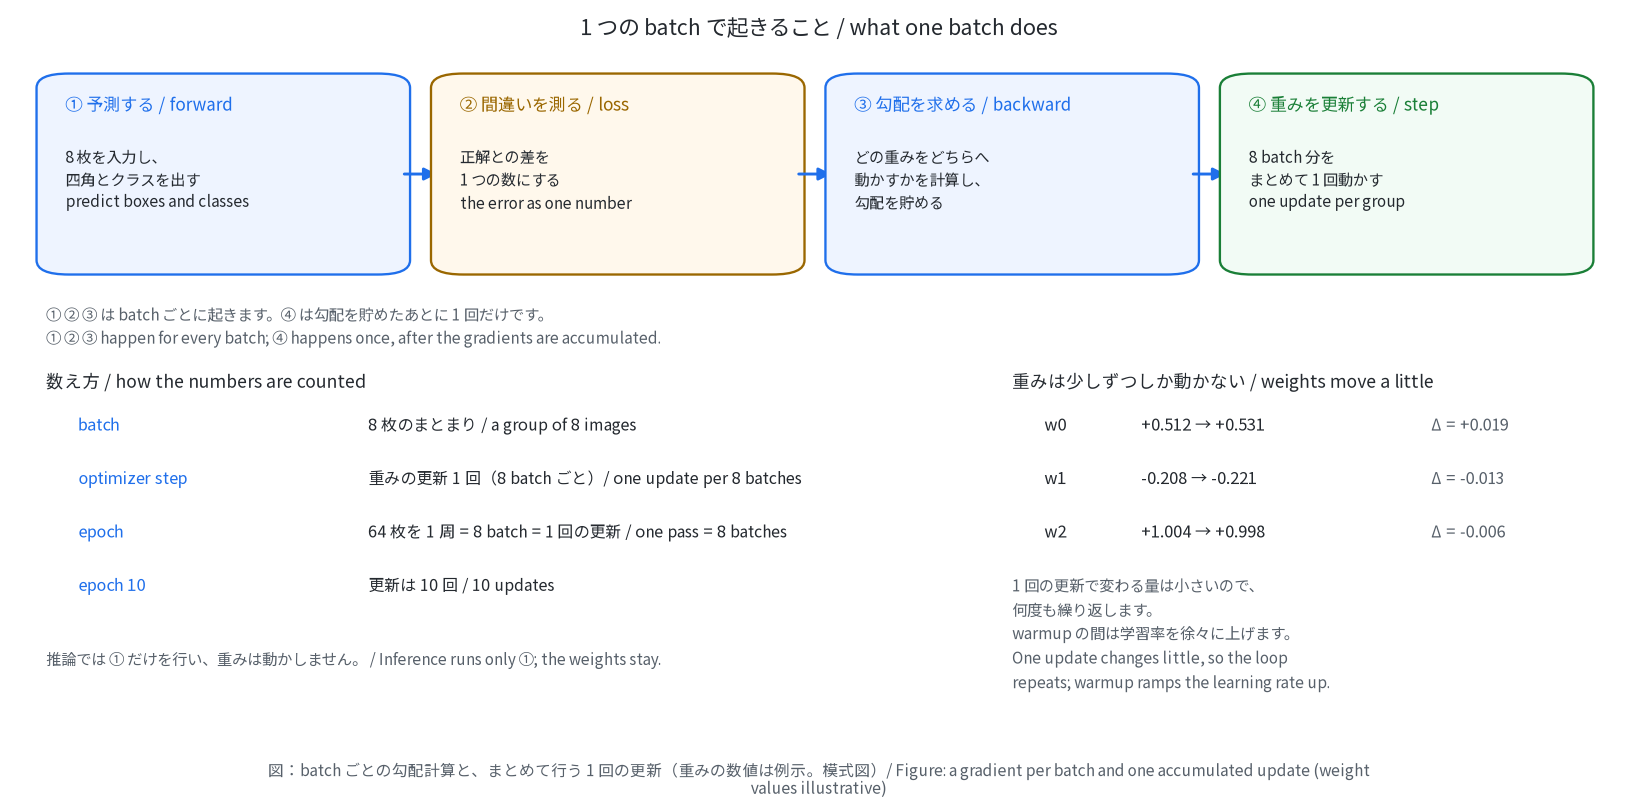 1 つの batch で起きること / what one batch does
① 予測する / forward
8 枚を入力し、
四角とクラスを出す
predict boxes and classes
② 間違いを測る / loss
正解との差を
1 つの数にする
the error as one number
③ 勾配を求める / backward
どの重みをどちらへ
動かすかを計算し、
勾配を貯める
④ 重みを更新する / step
8 batch 分を
まとめて 1 回動かす
one update per group
① ② ③ は batch ごとに起きます。④ は勾配を貯めたあとに 1 回だけです。
① ② ③ happen for every batch; ④ happens once, after the gradients are accumulated.
数え方 / how the numbers are counted
batch 8 枚のまとまり / a group of 8 images
optimizer step 重みの更新 1 回（8 batch ごと）/ one update per 8 batches
epoch 64 枚を 1 周 = 8 batch = 1 回の更新 / one pass = 8 batches
epoch 10 更新は 10 回 / 10 updates
推論では ① だけを行い、重みは動かしません。 / Inference runs only ①; the weights stay.
重みは少しずつしか動かない / weights move a little
w0 +0.512 → +0.531 Δ = +0.019
w1 -0.208 → -0.221 Δ = -0.013
w2 +1.004 → +0.998 Δ = -0.006
1 回の更新で変わる量は小さいので、
何度も繰り返します。
warmup の間は学習率を徐々に上げます。
One update changes little, so the loop
repeats; warmup ramps the learning rate up.
図：batch ごとの勾配計算と、まとめて行う 1 回の更新（重みの数値は例示。模式図）/ Figure: a gradient per batch and one accumulated update (weight
values illustrative)